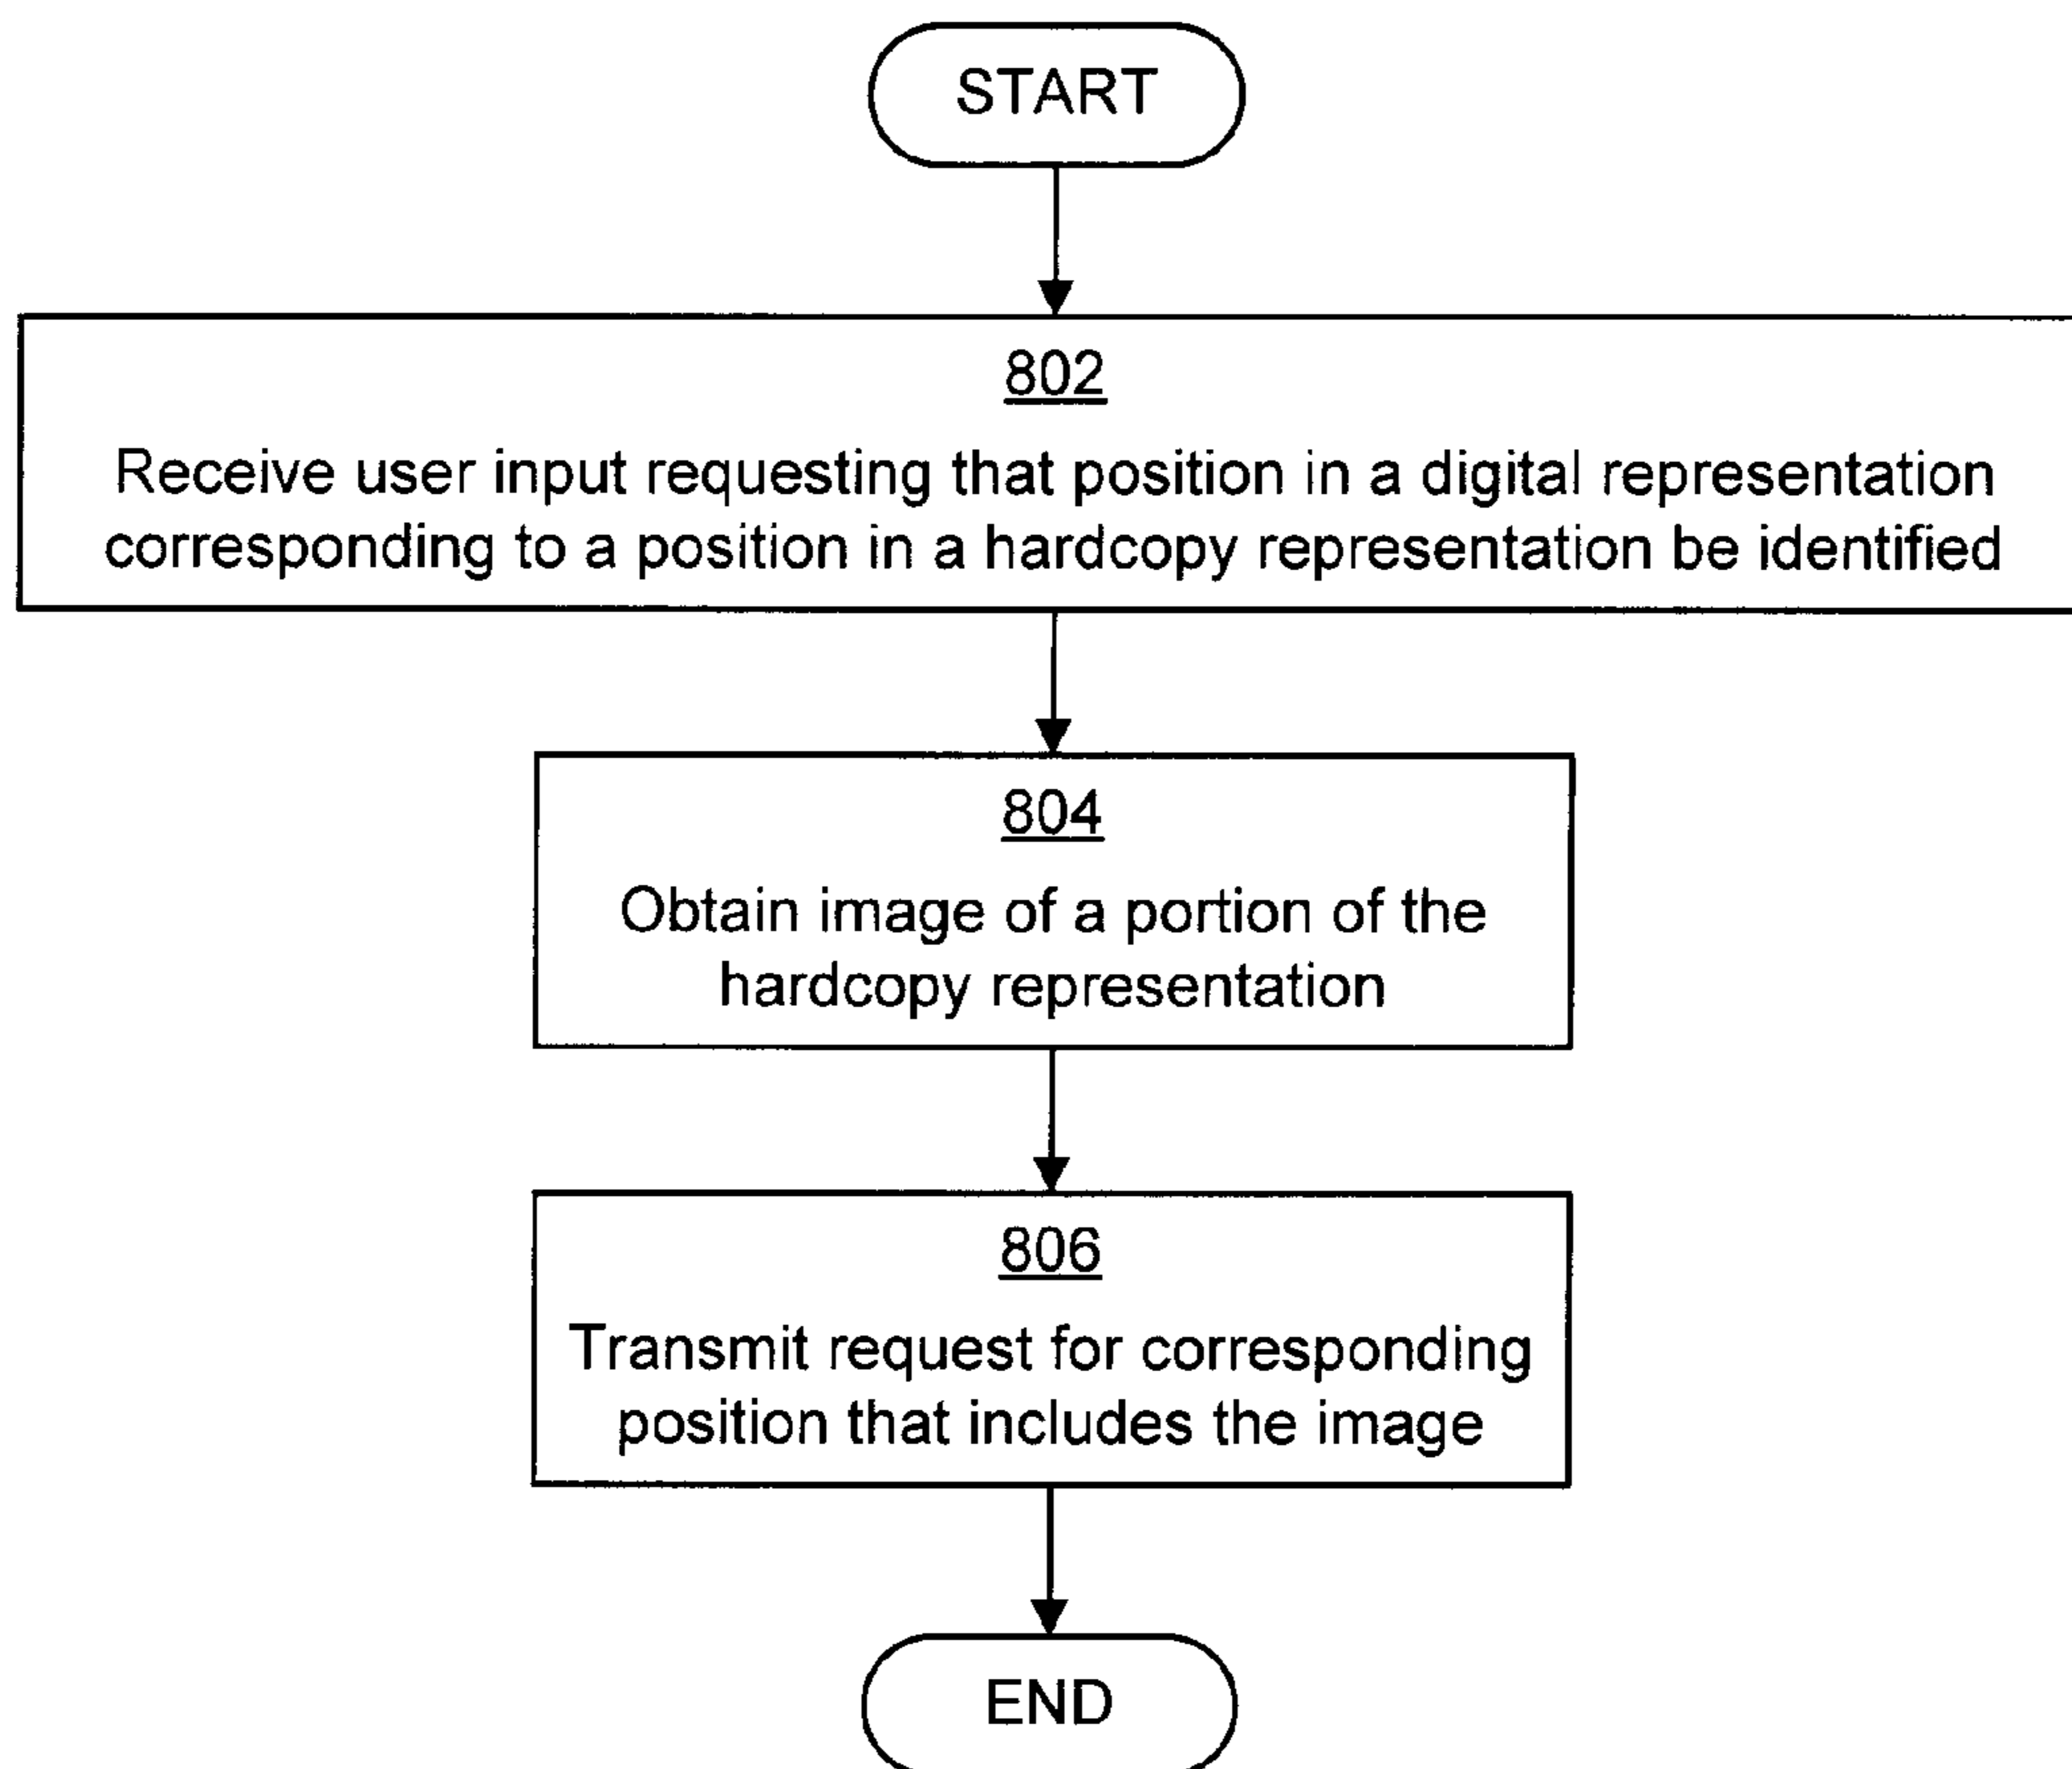 START
802
Receive user input requesting that position in a digital representation
corresponding to a position in a hardcopy representation be identified
804
Obtain image of a portion of the
hardcopy representation
806
Transmit request for corresponding
position that includes the image
END